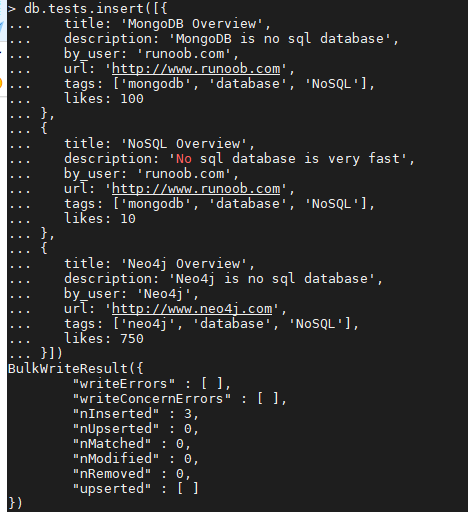 > db.tests.insert([{
...    title: 'MongoDB Overview',
...    description: 'MongoDB is no sql database',
...    by_user: 'runoob.com',
...    url: 'http://www.runoob.com',
...    tags: ['mongodb', 'database', 'NoSQL'],
...    likes: 100
... },
... {
...    title: 'NoSQL Overview',
...    description: 'No sql database is very fast',
...    by_user: 'runoob.com',
...    url: 'http://www.runoob.com',
...    tags: ['mongodb', 'database', 'NoSQL'],
...    likes: 10
... },
... {
...    title: 'Neo4j Overview',
...    description: 'Neo4j is no sql database',
...    by_user: 'Neo4j',
...    url: 'http://www.neo4j.com',
...    tags: ['neo4j', 'database', 'NoSQL'],
...    likes: 750
... }])
BulkWriteResult({
        "writeErrors" : [ ],
        "writeConcernErrors" : [ ],
        "nInserted" : 3,
        "nUpserted" : 0,
        "nMatched" : 0,
        "nModified" : 0,
        "nRemoved" : 0,
        "upserted" : [ ]
})